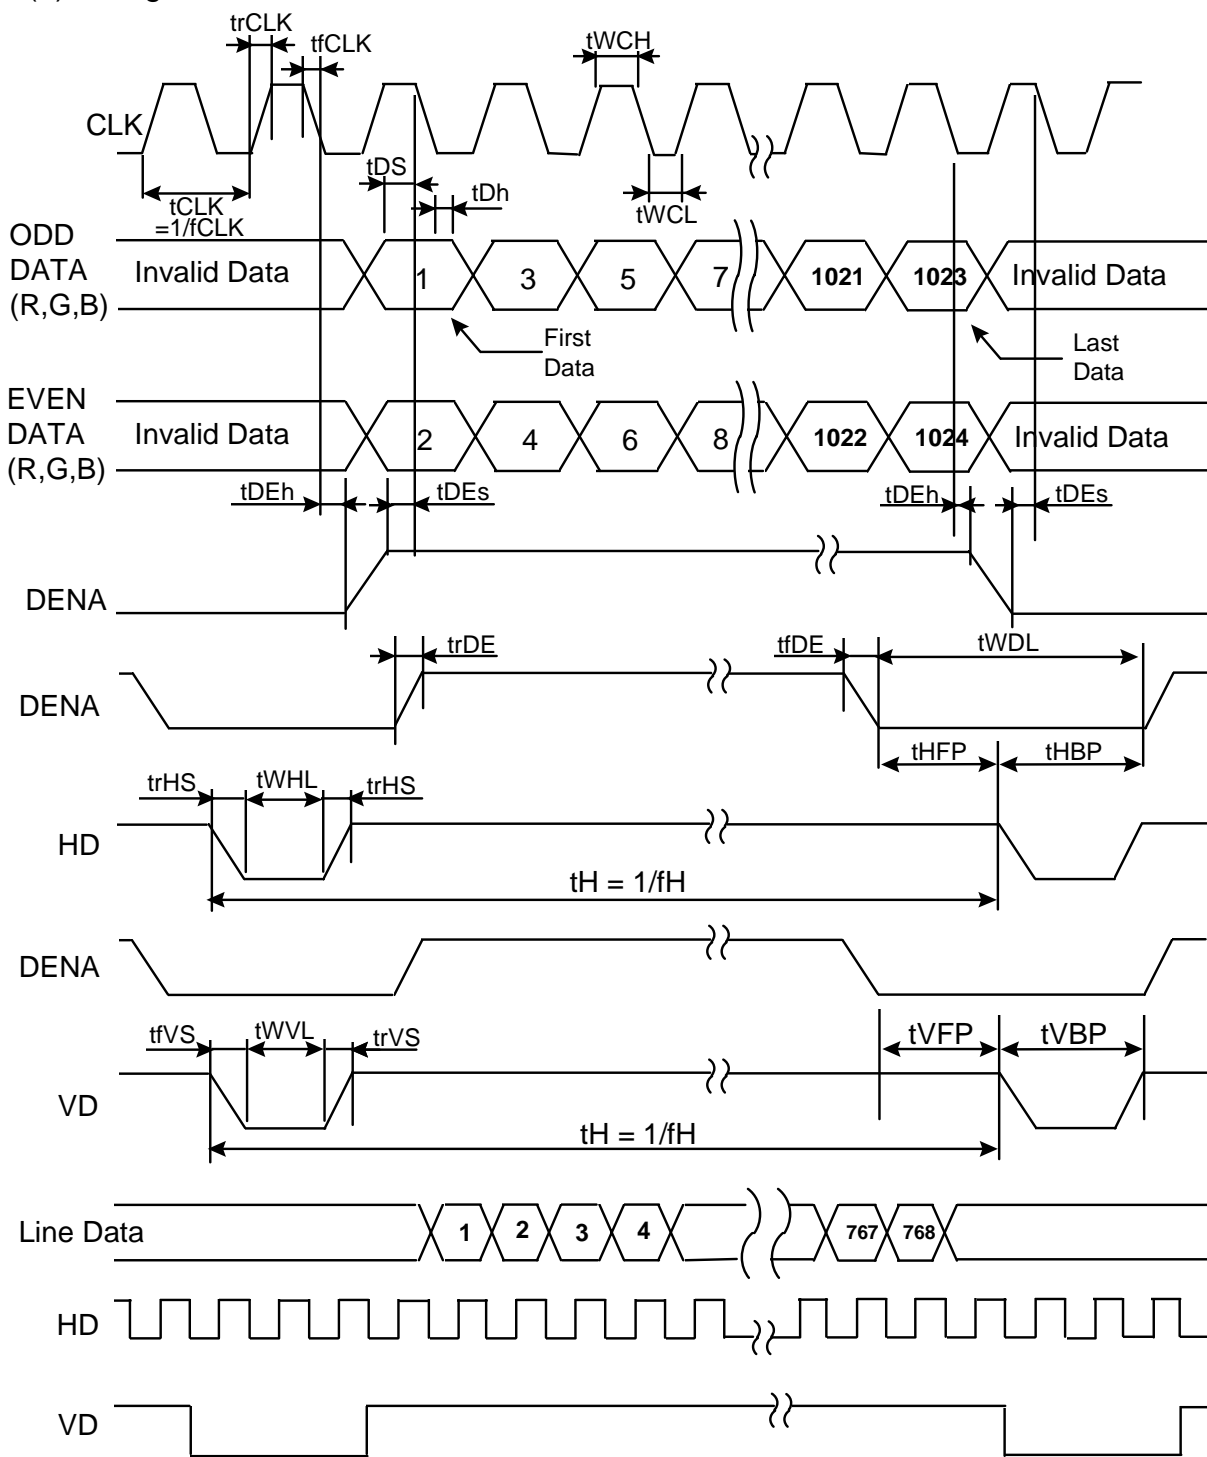 trCLK
tfCLK
tWCH
CLK
tDS
tDh
tWCL
tCLK
=1/fCLK
ODD
DATA
(R,G,B)
Invalid Data
1
3
5
7
1021
1023
Invalid Data
First
Data
Last
Data
EVEN
DATA
(R,G,B)
Invalid Data
2
4
6
8
1022
1024
Invalid Data
tDEh
tDEs
tDEh
tDEs
DENA
trDE
tfDE
tWDL
DENA
tHFP
tHBP
trHS
tWHL
trHS
HD
tH = 1/fH
DENA
tfVS
tWVL
trVS
tVFP
tVBP
VD
tH = 1/fH
Line Data
1
2
3
4
767
768
HD
VD